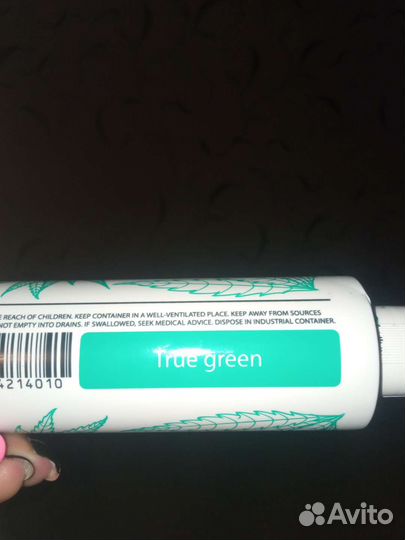 REACH OF CHILDREN. KEEP CONTAINER IN A WELL-VENTILATED PLACE. KEEP AWAY FROM SOURCES
NOT EMPTY INTO DRAINS. IF SWALLOWED, SEEK MEDICAL ADVICE. DISPOSE IN INDUSTRIAL CONTAINER.
True green
4214010
Avito